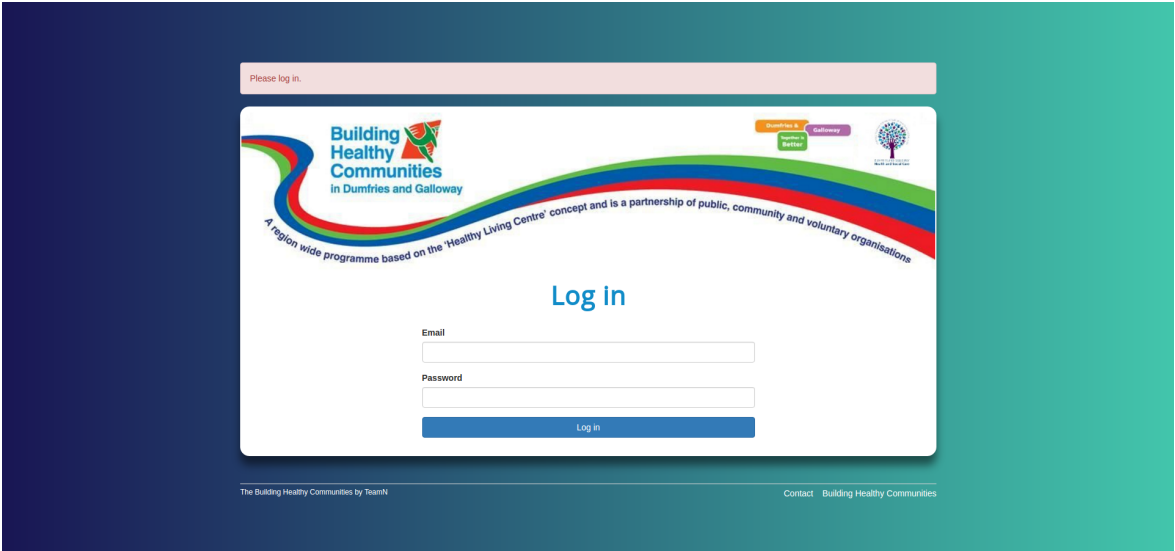 Please log in.
Building
Healthy
Communities
in Dumfries and Galloway
Dumfries &
Galloway
Together is
Better
A region wide programme based on the 'Healthy Living Centre' concept and is a partnership of public, community and voluntary organisations
Log in
Email
Password
Log in
The Building Healthy Communities by TeamN
Contact Building Healthy Communities